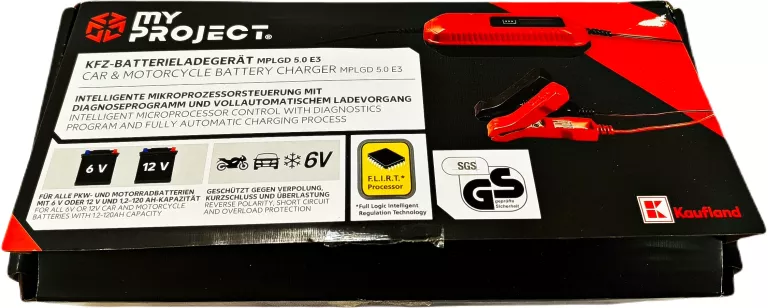 MY
PROJECT®
KFZ-BATTERIELADEGERÄT MPLGD 5.0 E3
CAR & MOTORCYCLE BATTERY CHARGER MPLGD 5.0 E3
INTELLIGENTE MIKROPROZESSORSTEUERUNG MIT
DIAGNOSEPROGRAMM UND VOLLAUTOMATISCHEM LADEVORGANG
INTELLIGENT MICROPROCESSOR CONTROL WITH DIAGNOSTICS
PROGRAM AND FULLY AUTOMATIC CHARGING PROCESS
6 V
12 V
FÜR ALLE PKW- UND MOTORRADBATTERIEN
MIT 6 V ODER 12 V UND 1,2-120 AH-KAPAZITÄT
FOR ALL 6V OR 12V CAR AND MOTORCYCLE
BATTERIES WITH 1.2-120AH CAPACITY
6V
GESCHÜTZT GEGEN VERPOLUNG,
KURZSCHLUSS UND ÜBERLASTUNG
REVERSE POLARITY, SHORT CIRCUIT
AND OVERLOAD PROTECTION
F.L.I.R.T.*
Processor
*Full Logic Intelligent
Regulation Technology
SGS
GS
geprüfte
Sicherheit
Kaufland